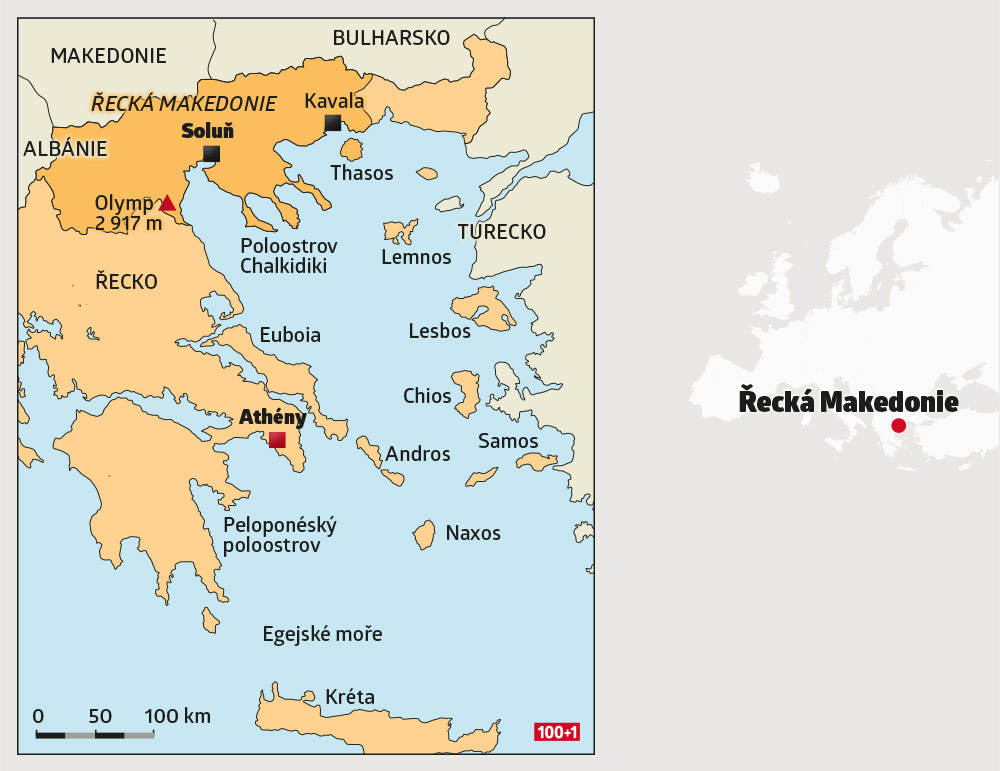 BULHARSKO
MAKEDONIE
ŘECKÁ MAKEDONIE
Kavala
Soluň
ALBÁNIE
Thasos
Olymp
2 917 m
TURECKO
Poloostrov
Chalkidiki
Lemnos
ŘECKO
Lesbos
Euboia
Chios
Řecká Makedonie
Athény
Samos
Andros
Peloponéský
poloostrov
Naxos
Egejské moře
Kréta
0 50 100 km
100+1